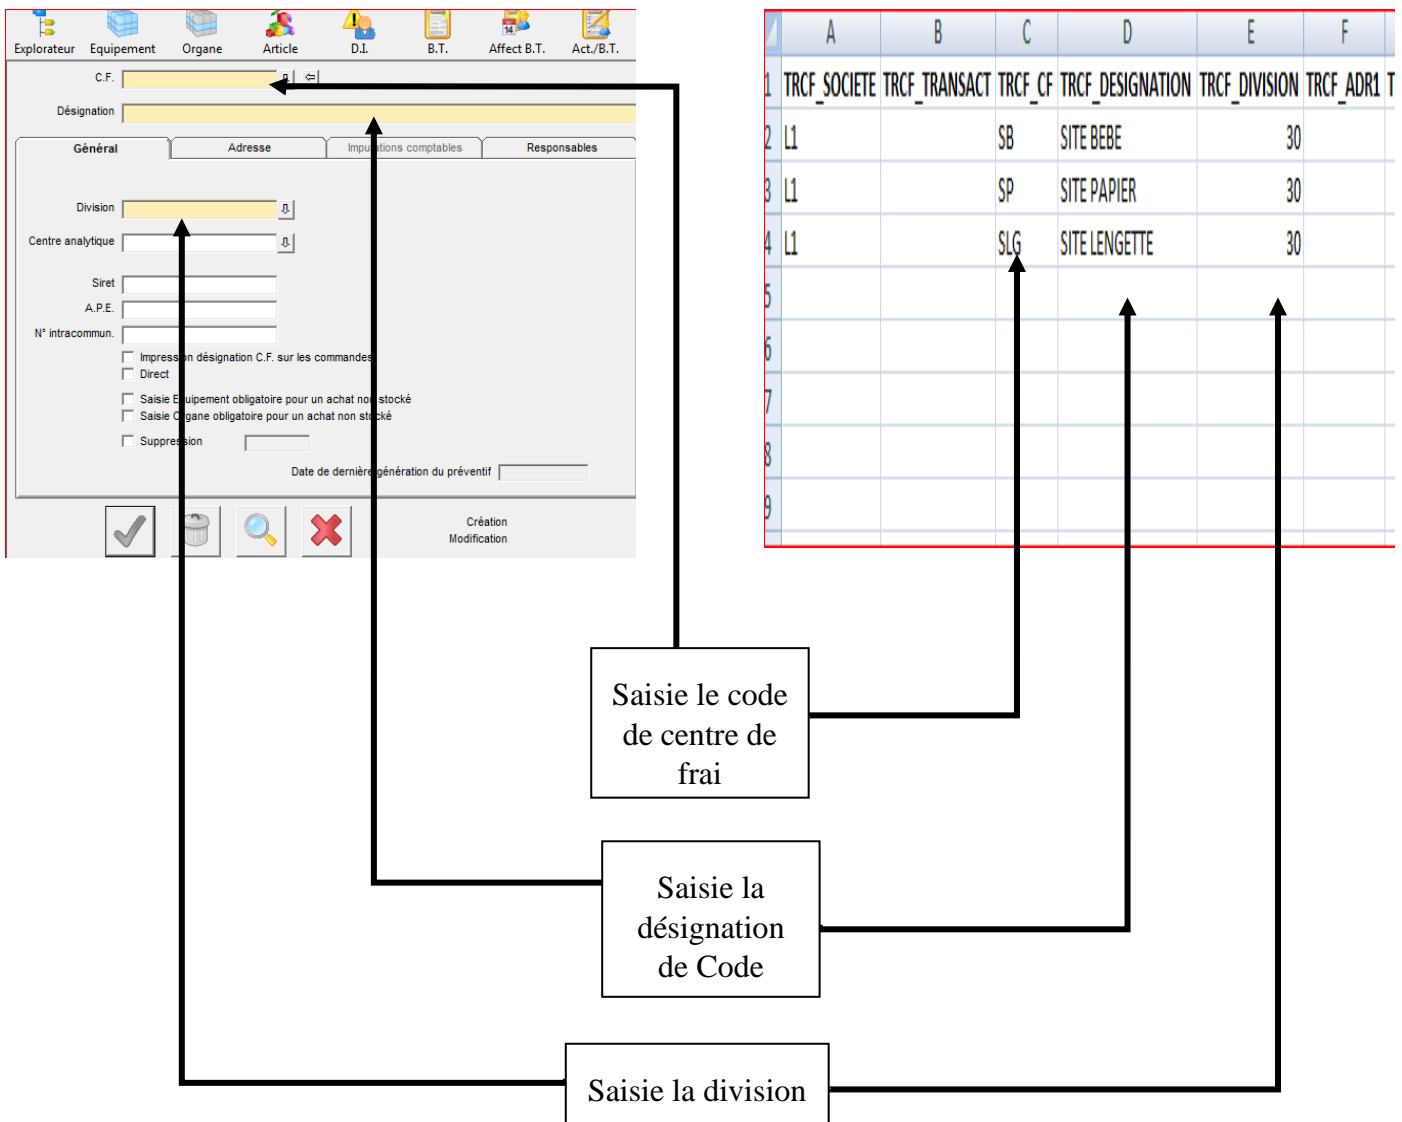 Explorateur Equipement Organe Article D.I. B.T. Affect B.T. Act./B.T.
C.F.
Désignation
Général Adresse Imputations comptables Responsables
Division
Centre analytique
Siret
A.P.E.
N° intracommun.
Impression désignation C.F. sur les commandes
Direct
Saisie Equipement obligatoire pour un achat non stocké
Saisie Organe obligatoire pour un achat non stocké
Suppression
Date de dernière génération du préventif
Création
Modification
A B C D E F
1 TRCF_SOCIETE TRCF_TRANSACT TRCF_CF TRCF_DESIGNATION TRCF_DIVISION TRCF_ADR1 T
2 L1 SB SITE BEBE 30
3 L1 SP SITE PAPIER 30
4 L1 SLG SITE LENGETTE 30
5
6
7
8
9
Saisie le code
de centre de
frai
Saisie la
désignation
de Code
Saisie la division